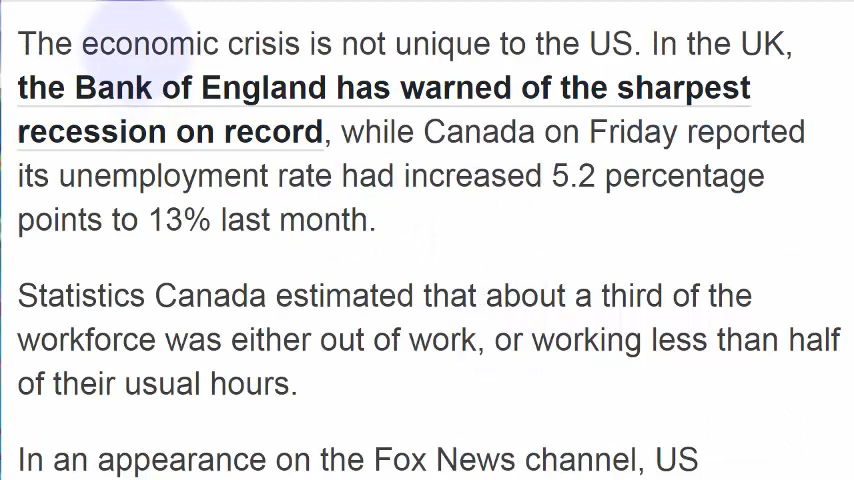 The economic crisis is not unique to the US. In the UK,
the Bank of England has warned of the sharpest
recession on record, while Canada on Friday reported
its unemployment rate had increased 5.2 percentage
points to 13% last month.
Statistics Canada estimated that about a third of the
workforce was either out of work, or working less than half
of their usual hours.
In an appearance on the Fox News channel, US